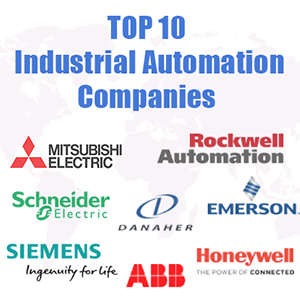 TOP 10
Industrial Automation
Companies
MITSUBISHI
ELECTRIC
Rockwell
Automation
Schneider
Electric
DANAHER
EMERSON.
SIEMENS
Ingenuity for life
ABB
Honeywell
THE POWER OF CONNECTED